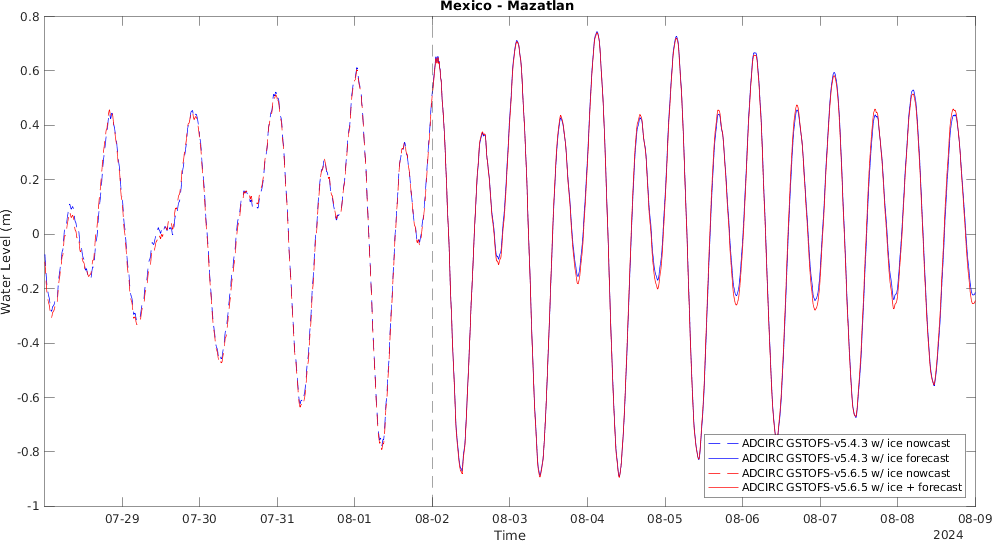 Mexico - Mazatlan
0.8
0.6
0.4
0.2
0
-0.2
-0.4
-0.6
-0.8
-1
Water Level (m)
ADCIRC GSTOFS-v5.4.3 w/ ice nowcast
ADCIRC GSTOFS-v5.4.3 w/ ice forecast
ADCIRC GSTOFS-v5.6.5 w/ ice nowcast
ADCIRC GSTOFS-v5.6.5 w/ ice + forecast
07-29 07-30 07-31 08-01 08-02 08-03 08-04 08-05 08-06 08-07 08-08 08-09
Time
2024